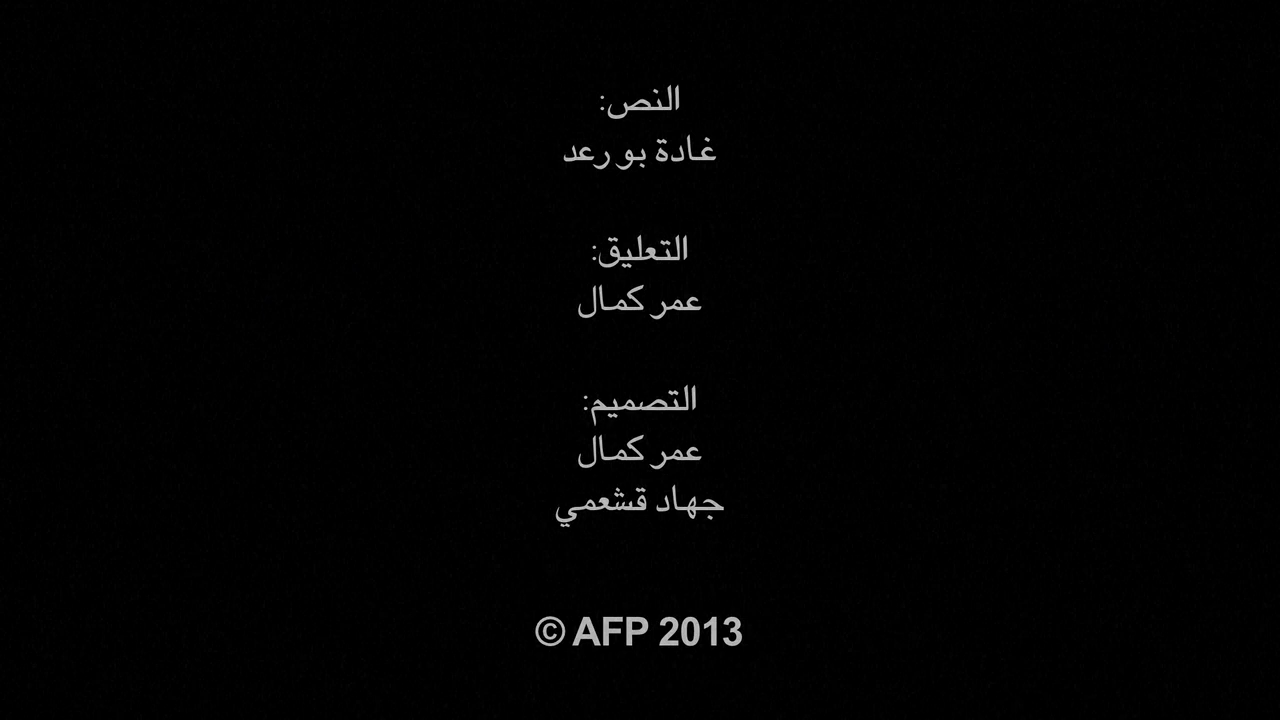 النص:
غادة بو رعد
التعليق:
عمر كمال
التصميم:
عمر كمال
جهاد قشعمي
© AFP 2013